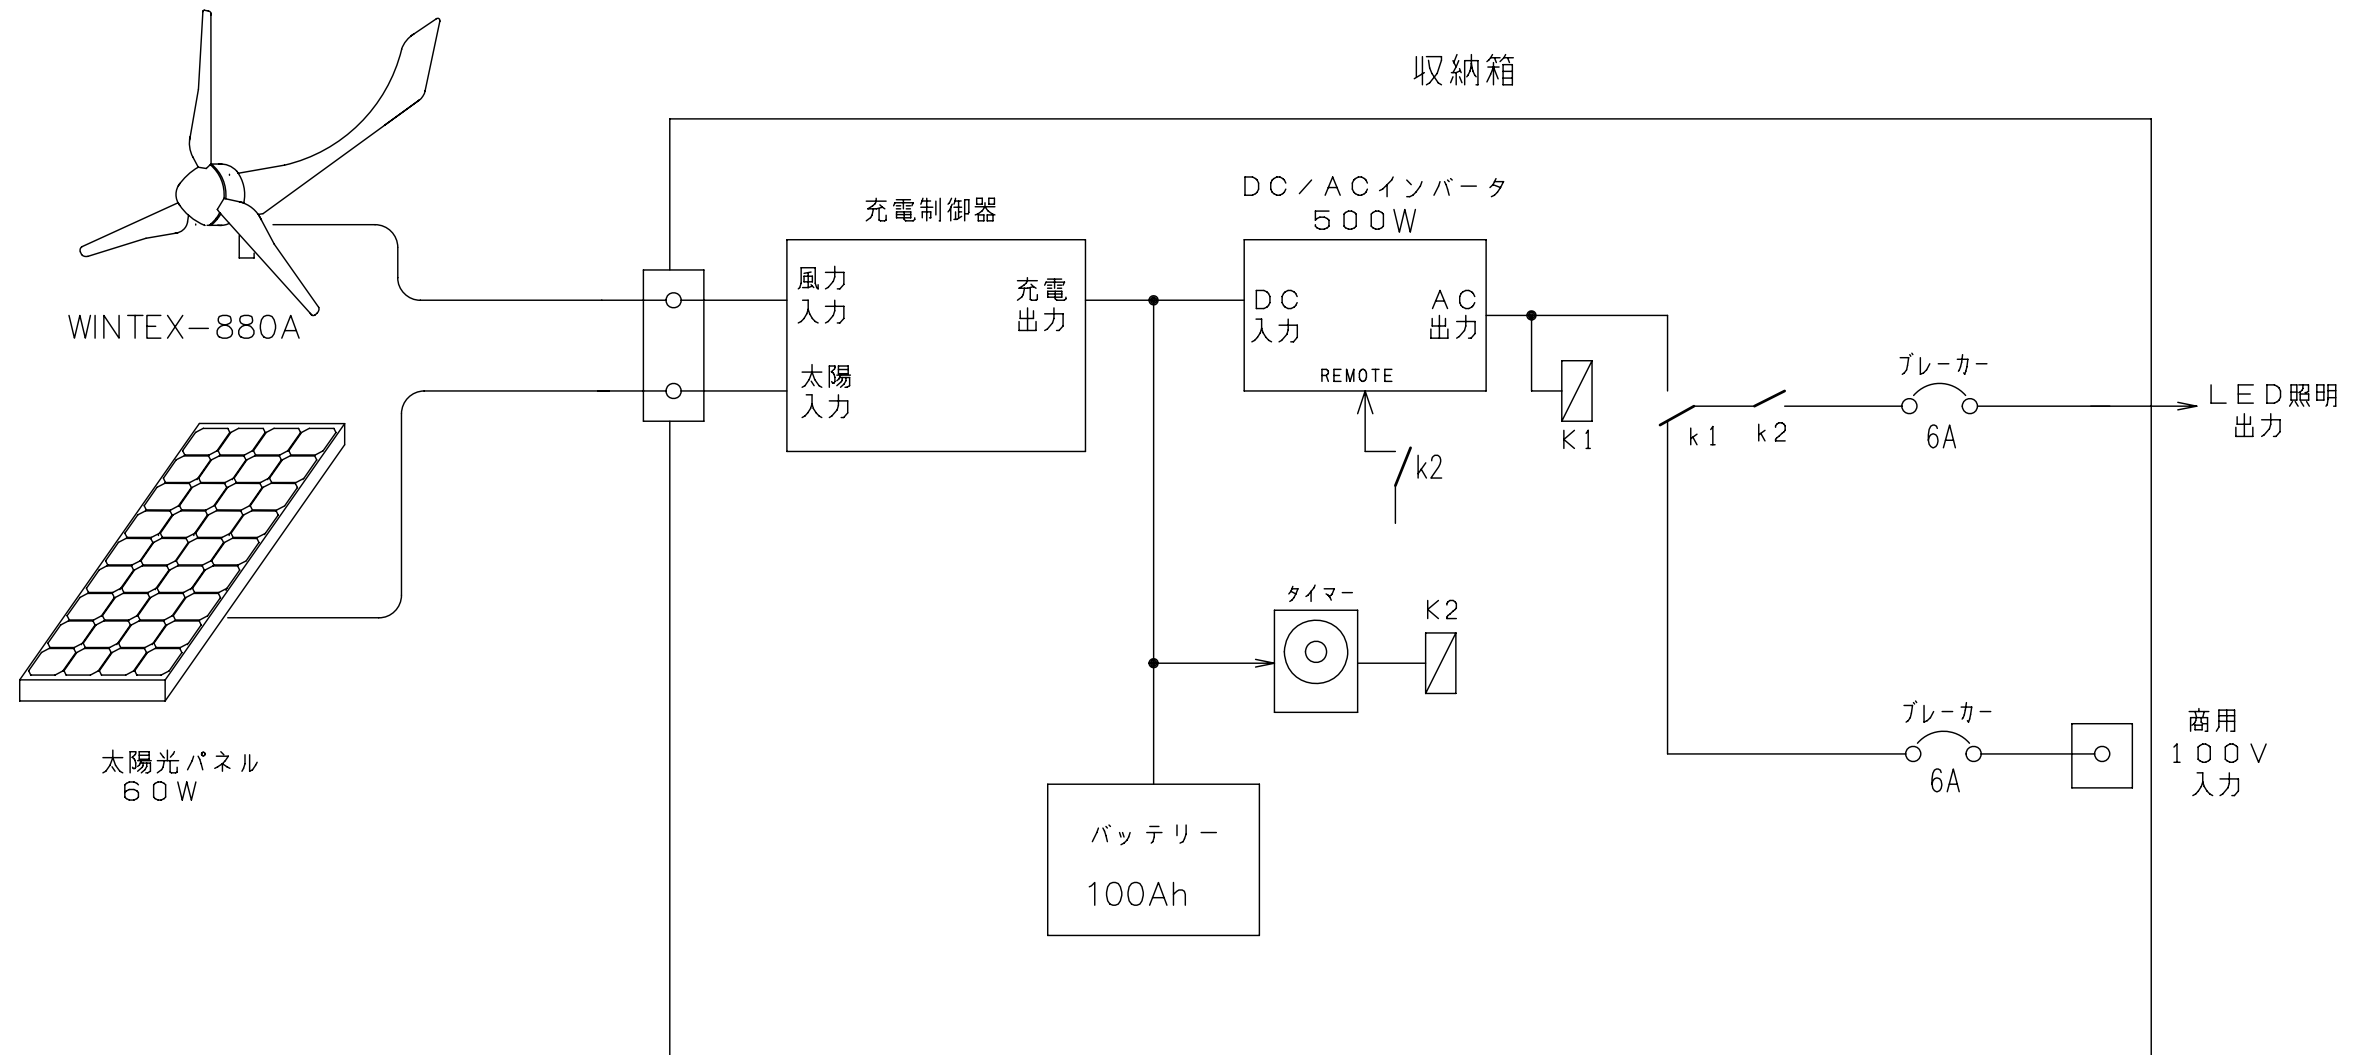 収納箱
DC/ACインバータ
500W
充電制御器
風力
入力
充電
出力
DC
入力
AC
出力
WINTEX-880A
太陽
入力
REMOTE
ブレーカー
LED照明
出力
K1
k1
k2
6A
k2
タイマー
K2
ブレーカー
商用
100V
入力
6A
太陽光パネル
60W
バッテリー
100Ah